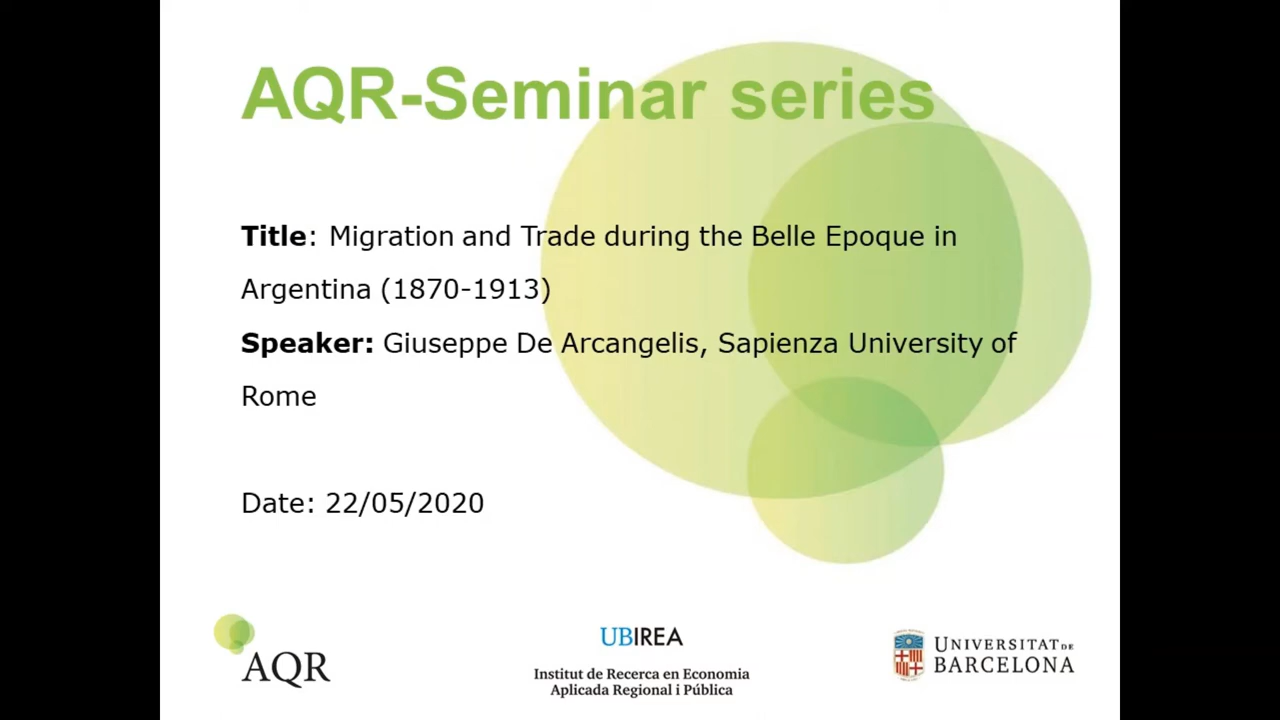 AQR-Seminar series
Title: Migration and Trade during the Belle Epoque in
Argentina (1870-1913)
Speaker: Giuseppe De Arcangelis, Sapienza University of
Rome
Date: 22/05/2020
AQR
UBIREA
Institut de Recerca en Economia
Aplicada Regional i Pública
UNIVERSITAT DE
BARCELONA